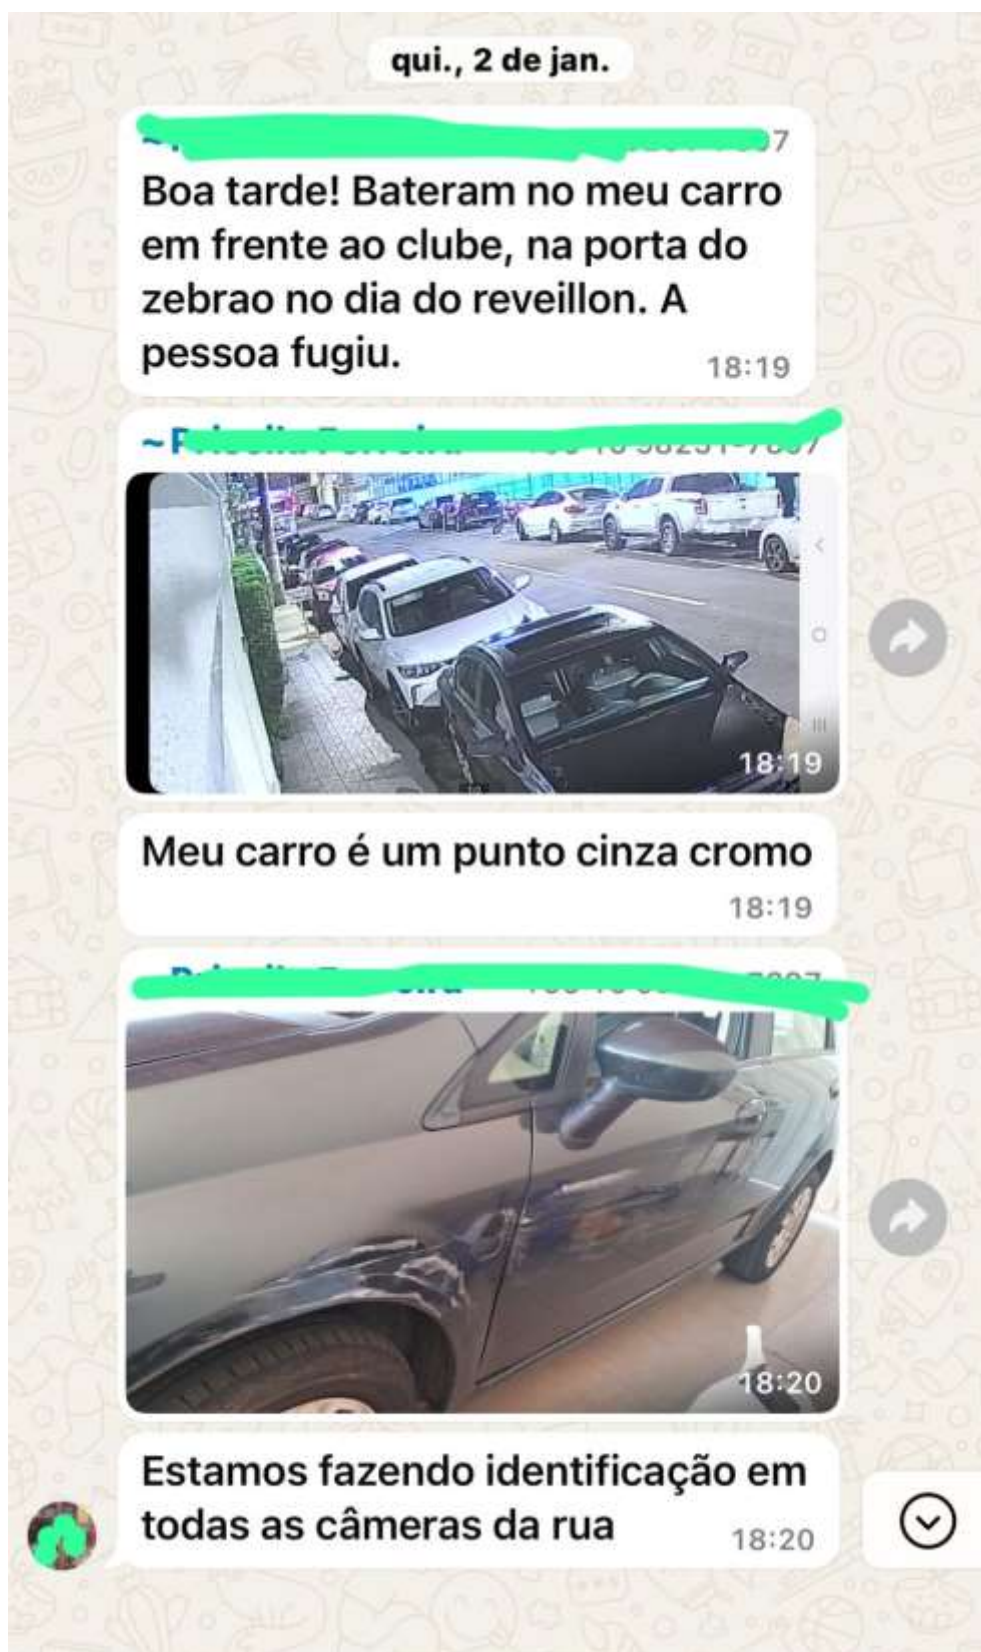 qui., 2 de jan.
Boa tarde! Bateram no meu carro
em frente ao clube, na porta do
zebrao no dia do reveillon. A
pessoa fugiu.
18:19
18:19
Meu carro é um punto cinza cromo
18:19
18:20
Estamos fazendo identificação em
todas as câmeras da rua
18:20